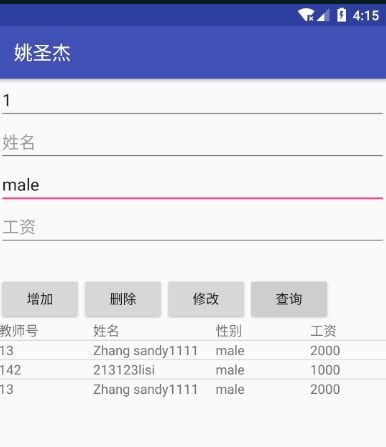 4:15
姚圣杰
1
姓名
male
工资
增加 删除 修改 查询
教师号 姓名 性别 工资
13 Zhang sandy1111 male 2000
142 213123lisi male 1000
13 Zhang sandy1111 male 2000